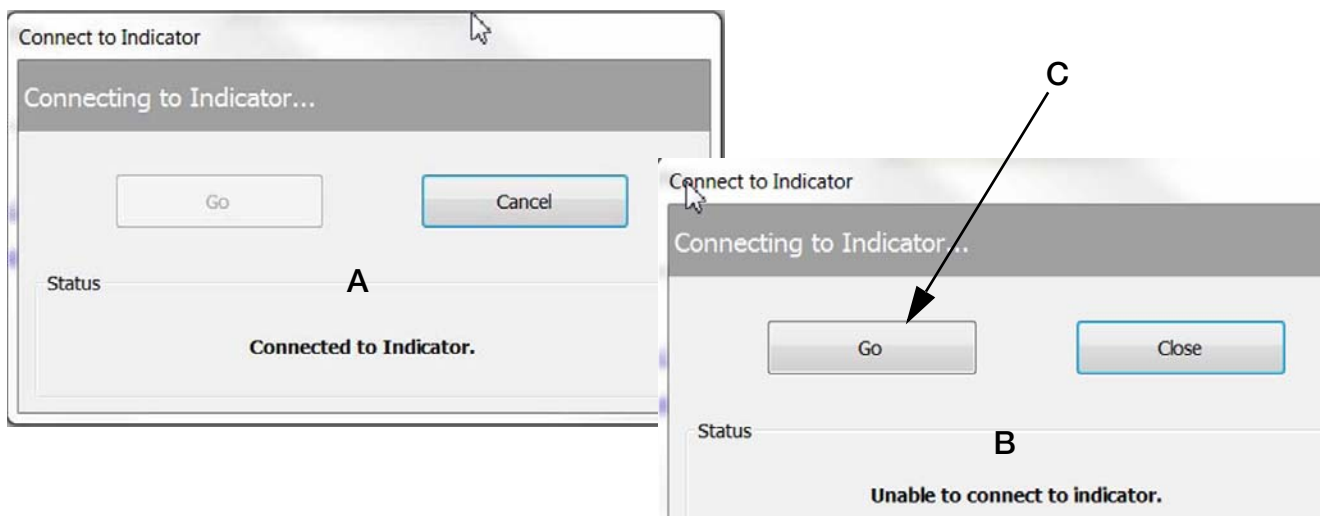 Connect to Indicator
Connecting to Indicator...
Go
Cancel
Status
A
Connected to Indicator.
C
Connect to Indicator
Connecting to Indicator...
Go
Close
Status
B
Unable to connect to indicator.